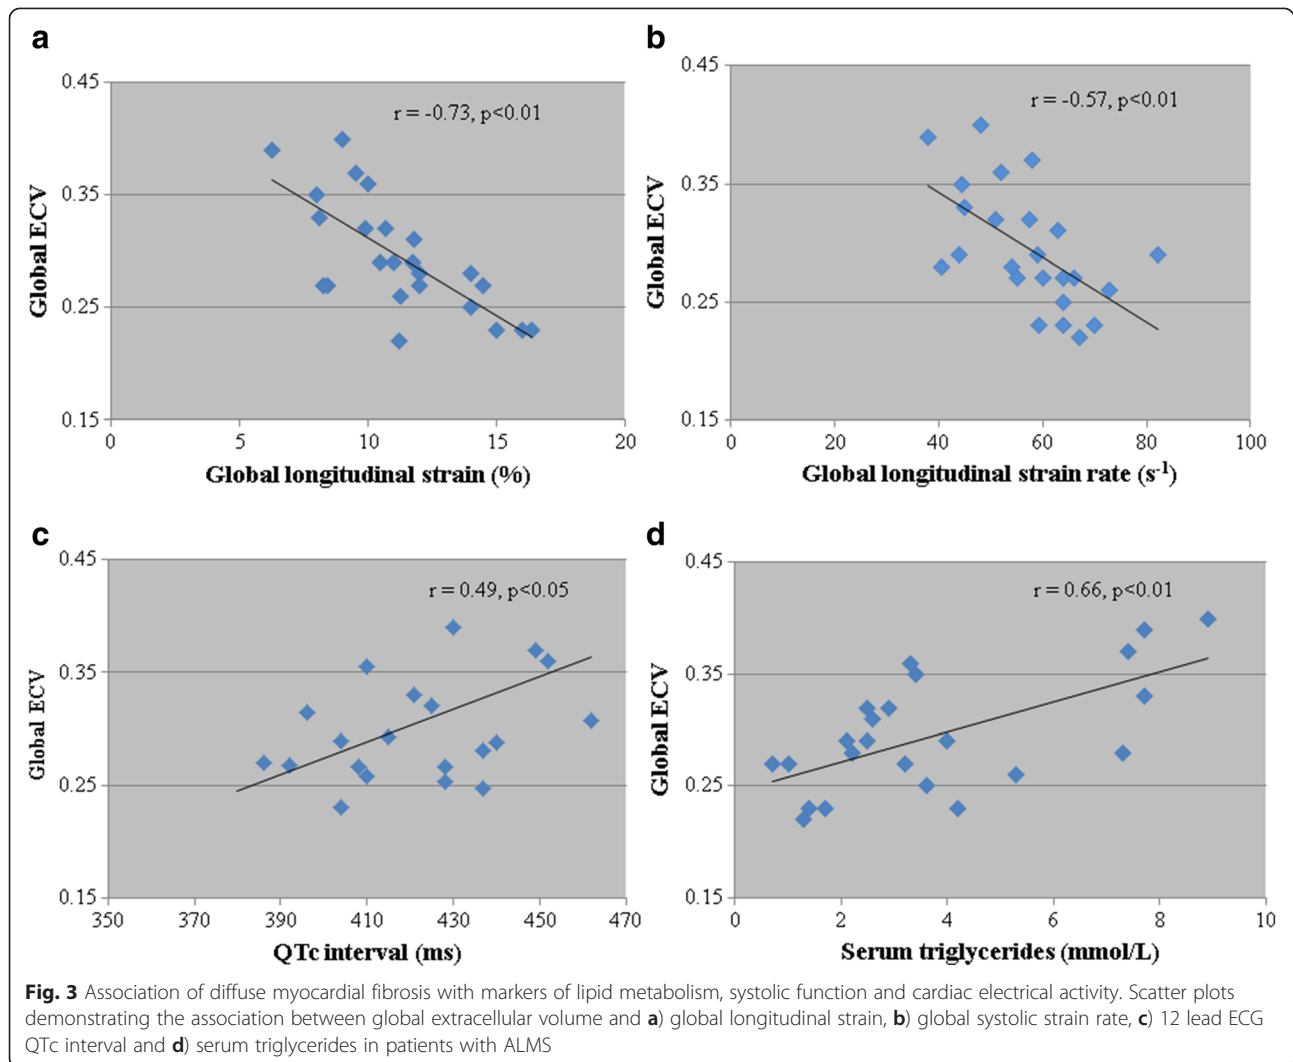 a
0.45
0.35
0.25
0.15
Global ECV
r = -0.73, p<0.01
0 5 10 15 20
Global longitudinal strain (%)
b
0.45
0.35
0.25
0.15
Global ECV
r = -0.57, p<0.01
0 20 40 60 80 100
Global longitudinal strain rate (s⁻¹)
c
0.45
0.35
0.25
0.15
Global ECV
r = 0.49, p<0.05
350 370 390 410 430 450 470
QTc interval (ms)
d
0.45
0.35
0.25
0.15
Global ECV
r = 0.66, p<0.01
0 2 4 6 8 10
Serum triglycerides (mmol/L)
Fig. 3 Association of diffuse myocardial fibrosis with markers of lipid metabolism, systolic function and cardiac electrical activity. Scatter plots
demonstrating the association between global extracellular volume and a) global longitudinal strain, b) global systolic strain rate, c) 12 lead ECG
QTc interval and d) serum triglycerides in patients with ALMS